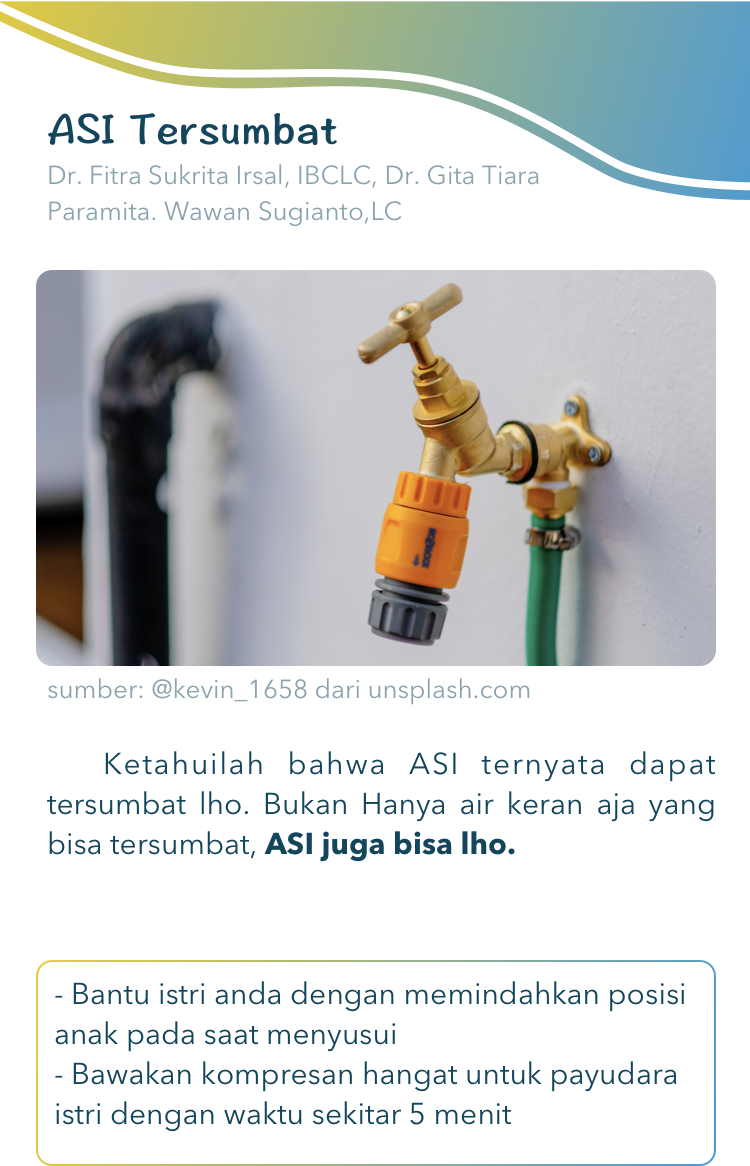 ASI Tersumbat
Dr. Fitra Sukrita Irsal, IBCLC, Dr. Gita Tiara
Paramita. Wawan Sugianto,LC
sumber: @kevin_1658 dari unsplash.com
Ketahuilah bahwa ASI ternyata dapat
tersumbat lho. Bukan Hanya air keran aja yang
bisa tersumbat, ASI juga bisa lho.
- Bantu istri anda dengan memindahkan posisi
anak pada saat menyusui
- Bawakan kompresan hangat untuk payudara
istri dengan waktu sekitar 5 menit